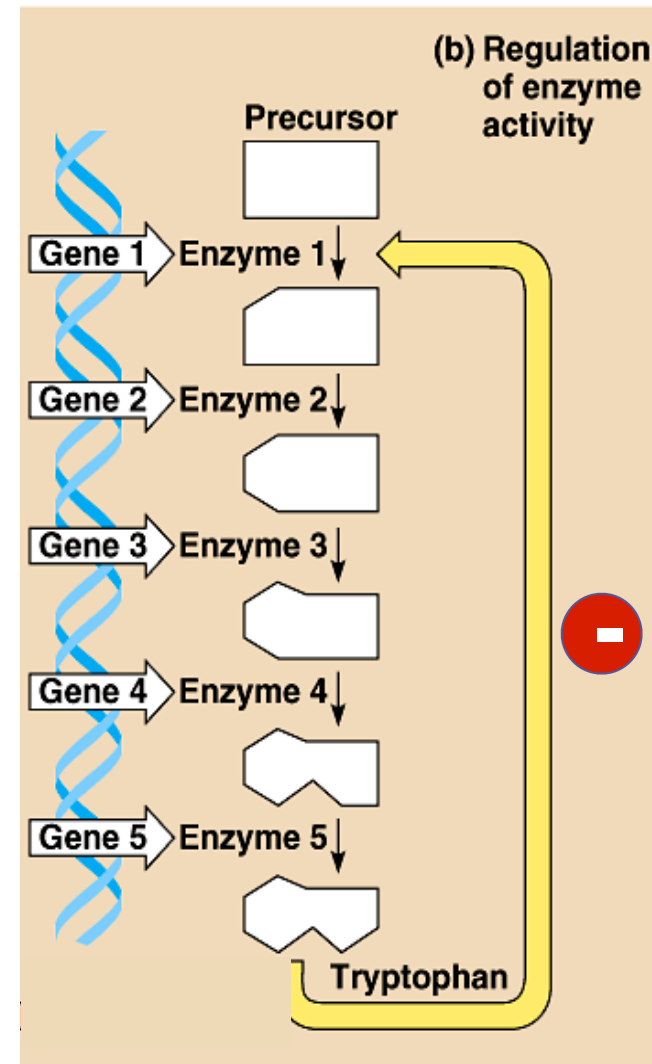 (b) Regulation
of enzyme
activity
Precursor
Gene 1 Enzyme 1
Gene 2 Enzyme 2
Gene 3 Enzyme 3
Gene 4 Enzyme 4
Gene 5 Enzyme 5
Tryptophan
-